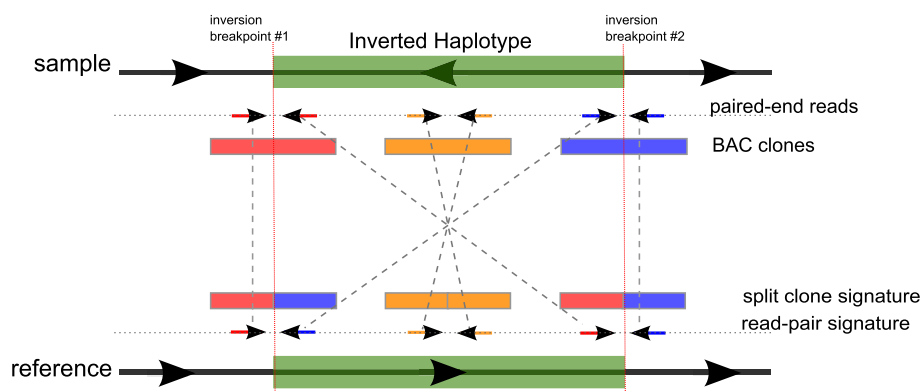 inversion
breakpoint #1
Inverted Haplotype
inversion
breakpoint #2
sample
paired-end reads
BAC clones
split clone signature
read-pair signature
reference